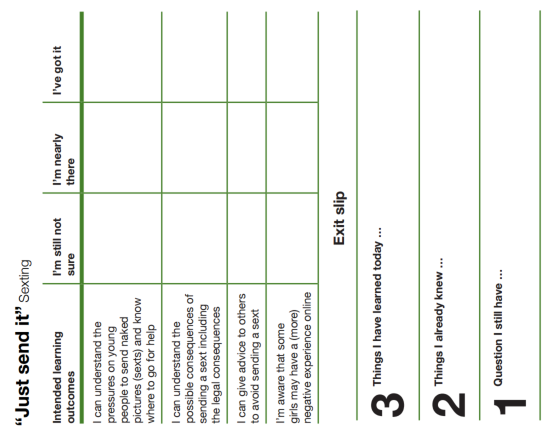 “Just send it” Sexting
Intended learning
outcomes
I’m still not
sure
I’m nearly
there
I’ve got it
I can understand the
pressures on young
people to send naked
pictures (sexts) and know
where to go for help
I can understand the
possible consequences of
sending a sext including
the legal consequences
I can give advice to others
to avoid sending a sext
I’m aware that some
girls may have a (more)
negative experience online
Exit slip
3 Things I have learned today ...
2 Things I already knew ...
1 Question I still have ...